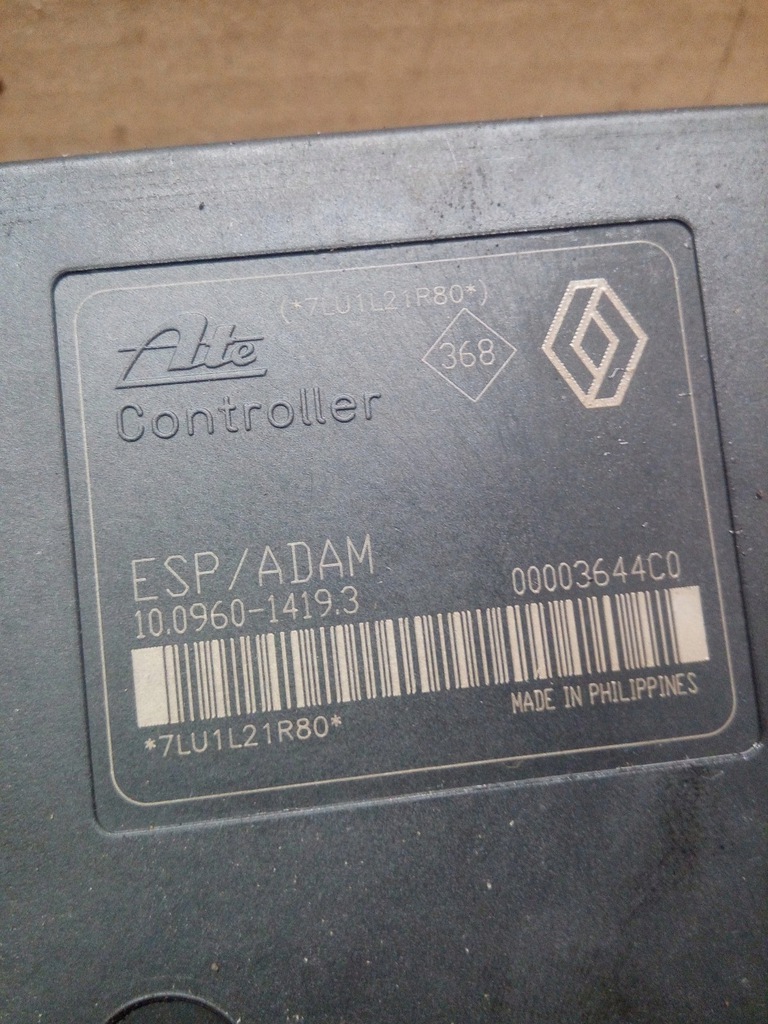 (*7LU1L21R80*)
Ate
368
Controller
ESP/ADAM
10.0960-1419.3
00003644C0
MADE IN PHILIPPINES
*7LU1L21R80*